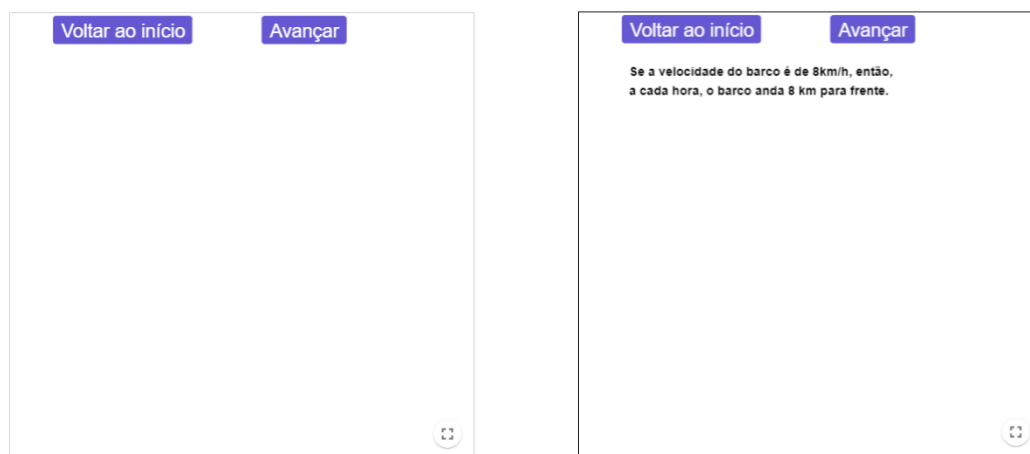 Voltar ao início Avançar
Voltar ao início Avançar
Se a velocidade do barco é de 8km/h, então,
a cada hora, o barco anda 8 km para frente.